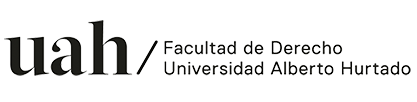 uah/
Facultad de Derecho
Universidad Alberto Hurtado